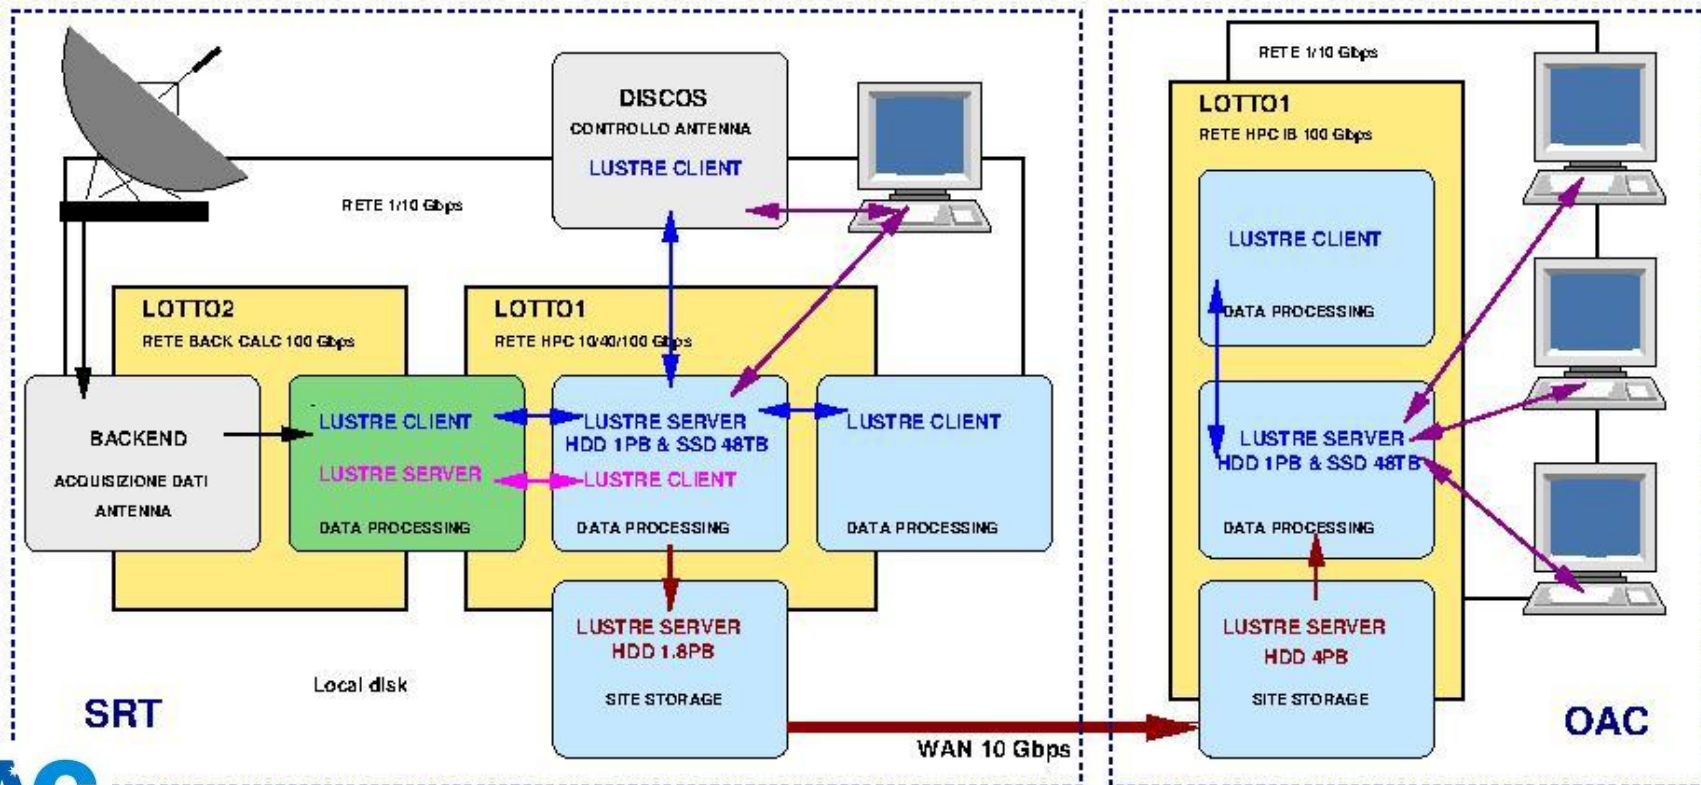 DISCOS
CONTROLLO ANTENNA
LUSTRE CLIENT
RETE 1/10 Gbps
LOTTO2
RETE BACK CALC 100 Gbps
LOTTO1
RETE HPC 10/40/100 Gbps
BACKEND
ACQUISIZIONE DATI
ANTENNA
LUSTRE CLIENT
LUSTRE SERVER
DATA PROCESSING
LUSTRE SERVER
HDD 1PB & SSD 48TB
LUSTRE CLIENT
DATA PROCESSING
LUSTRE CLIENT
DATA PROCESSING
LUSTRE SERVER
HDD 1.8PB
SITE STORAGE
Local disk
SRT
WAN 10 Gbps
RETE 1/10 Gbps
LOTTO1
RETE HPC IB 100 Gbps
LUSTRE CLIENT
DATA PROCESSING
LUSTRE SERVER
HDD 1PB & SSD 48TB
DATA PROCESSING
LUSTRE SERVER
HDD 4PB
SITE STORAGE
OAC